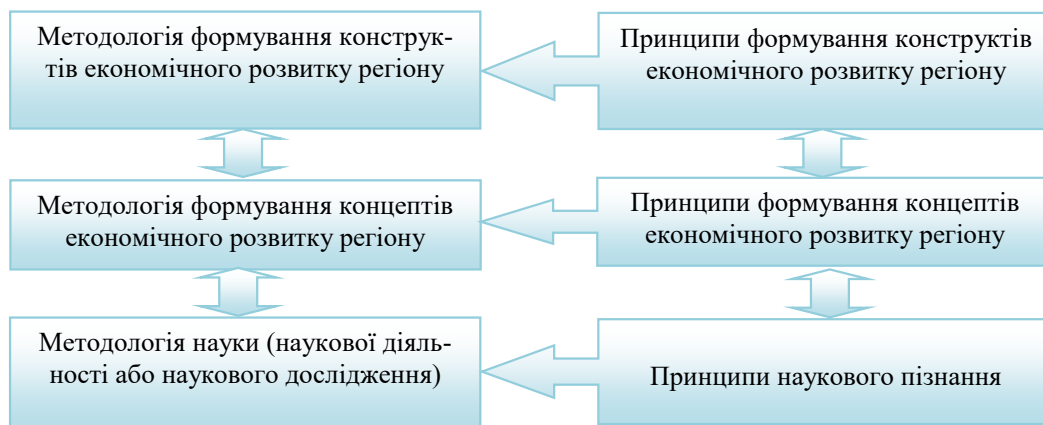 Методологія формування конструк-
тів економічного розвитку регіону
Принципи формування конструктів
економічного розвитку регіону
Методологія формування концептів
економічного розвитку регіону
Принципи формування концептів
економічного розвитку регіону
Методологія науки (наукової діяль-
ності або наукового дослідження)
Принципи наукового пізнання